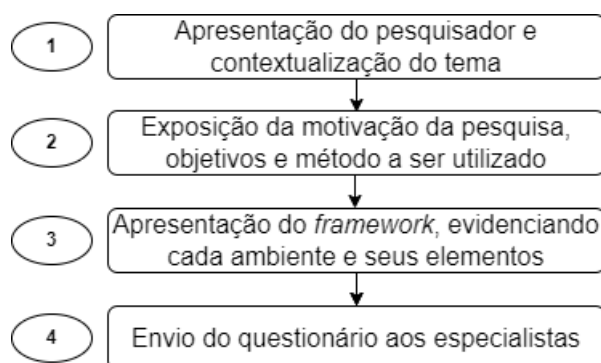 1
Apresentação do pesquisador e
contextualização do tema
2
Exposição da motivação da pesquisa,
objetivos e método a ser utilizado
3
Apresentação do framework, evidenciando
cada ambiente e seus elementos
4
Envio do questionário aos especialistas